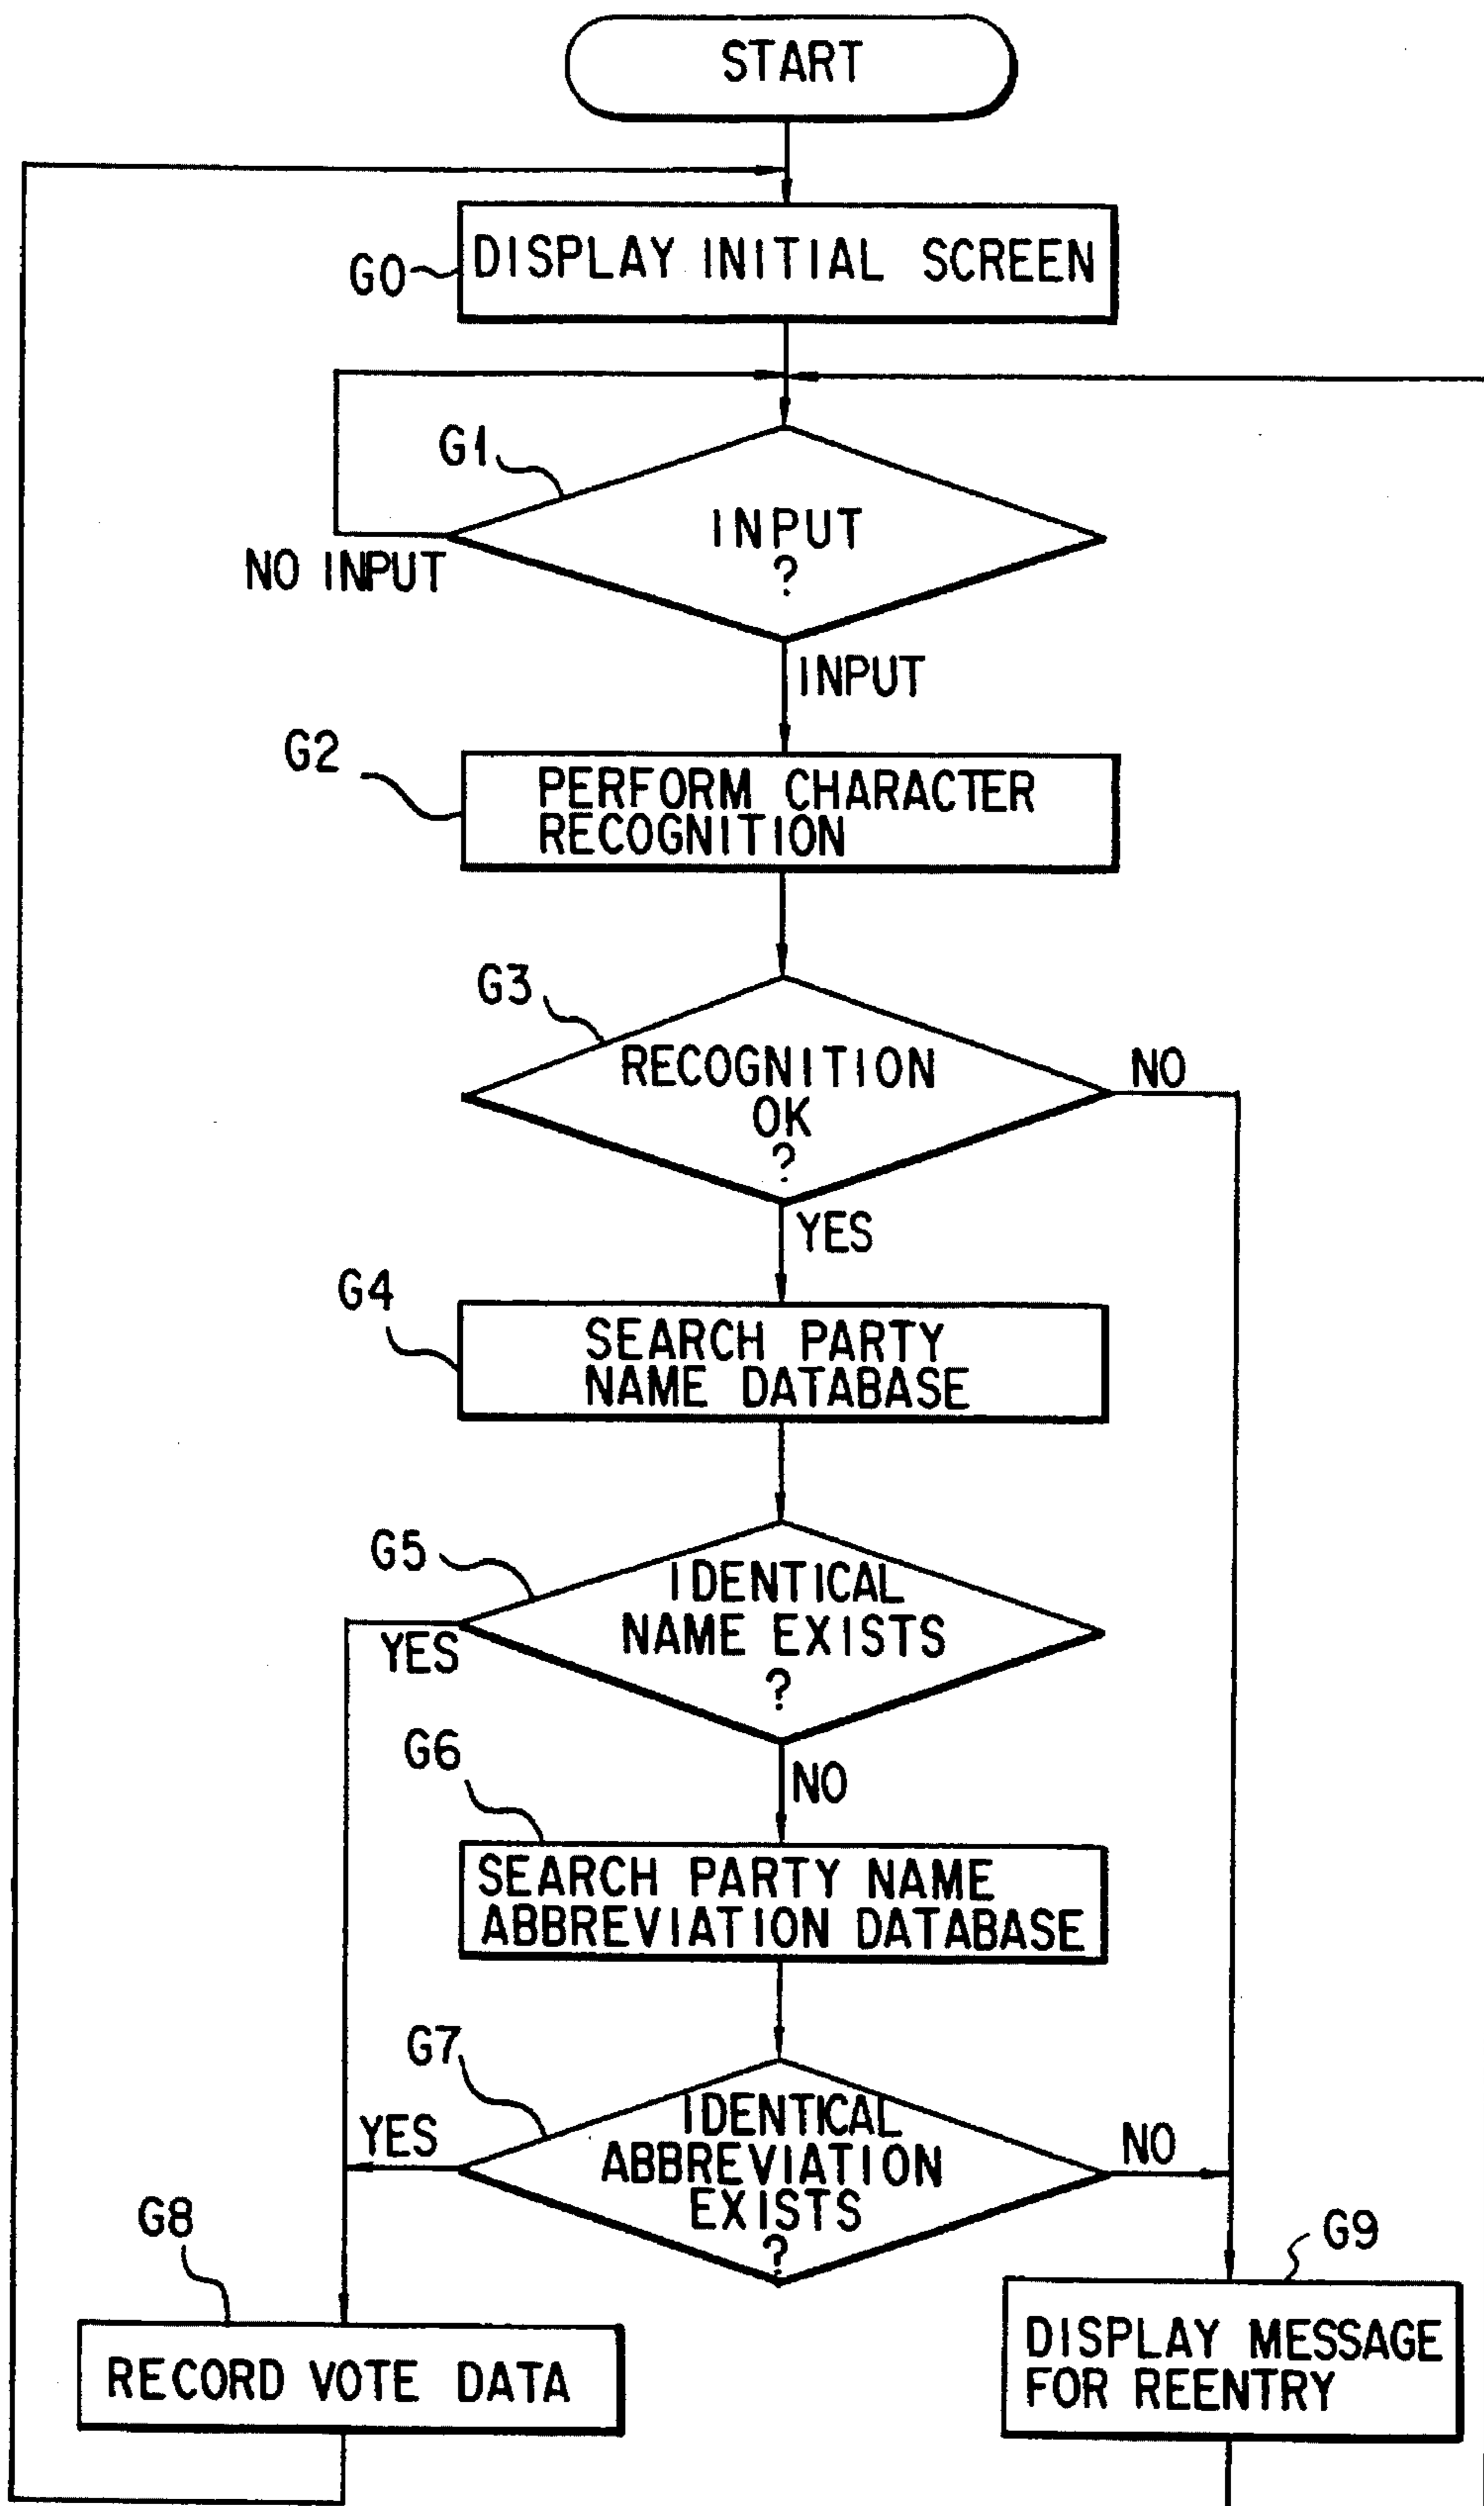 START
G0
DISPLAY INITIAL SCREEN
G1
INPUT
?
NO INPUT
INPUT
G2
PERFORM CHARACTER
RECOGNITION
G3
RECOGNITION
OK
?
NO
YES
G4
SEARCH PARTY
NAME DATABASE
G5
IDENTICAL
NAME EXISTS
?
YES
NO
G6
SEARCH PARTY NAME
ABBREVIATION DATABASE
G7
IDENTICAL
ABBREVIATION
EXISTS
?
YES
NO
G8
RECORD VOTE DATA
G9
DISPLAY MESSAGE
FOR REENTRY